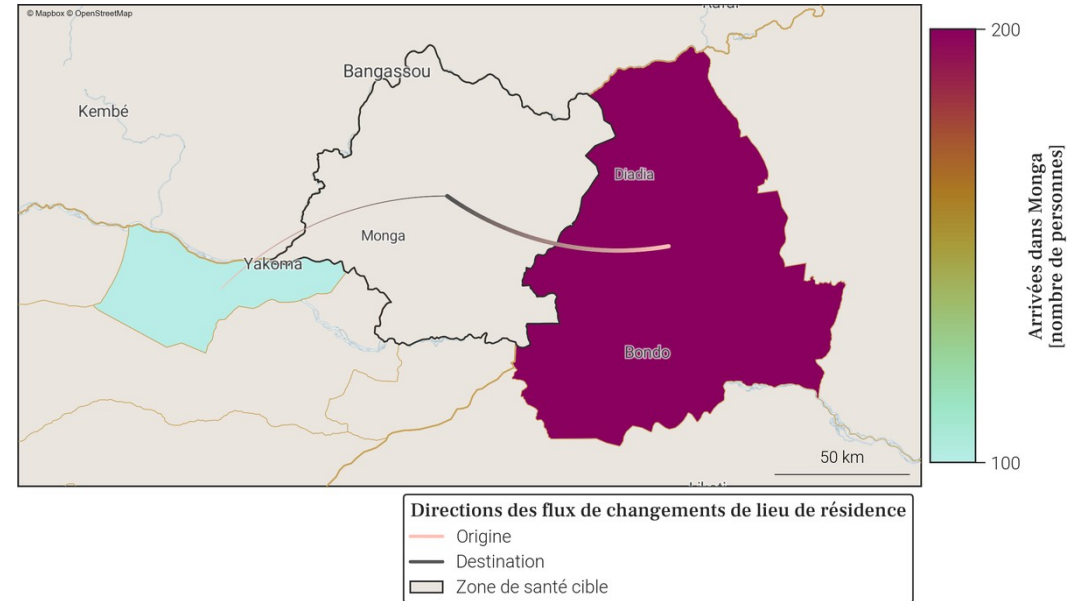 © Mapbox © OpenStreetMap
Bangassou
Kembé
Diadia
Monga
Yakoma
Bondo
50 km
200
100
Arrivées dans Monga
[nombre de personnes]
Directions des flux de changements de lieu de résidence
Origine
Destination
Zone de santé cible